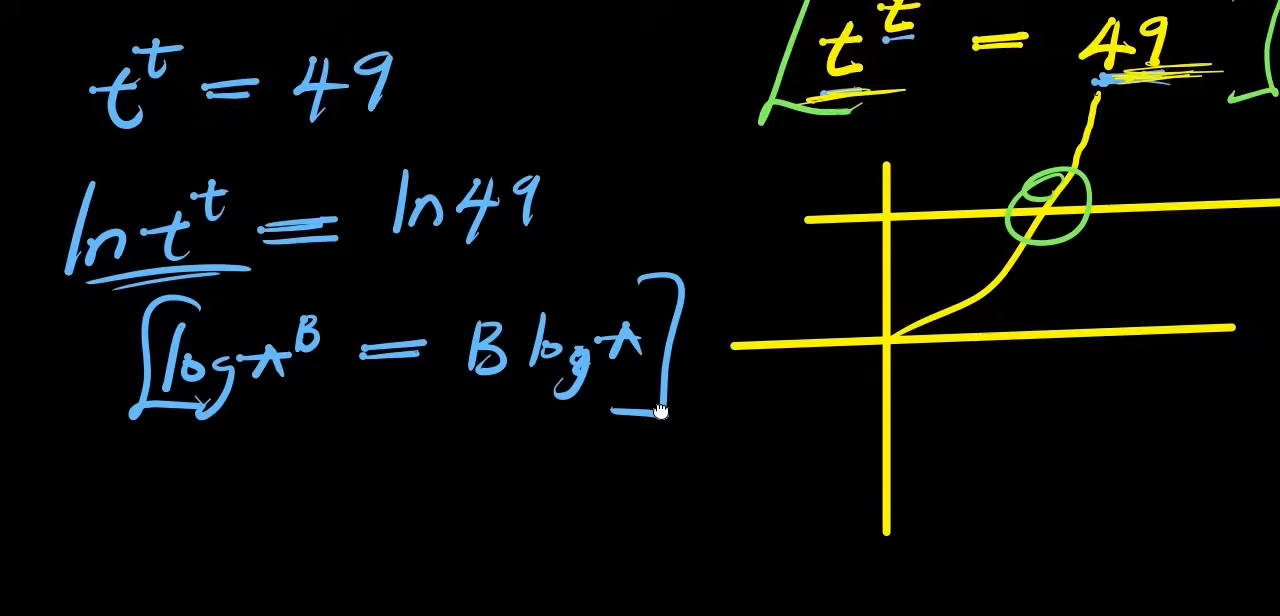 t^t = 49
ln t^t = ln 49
[log A^B = B log A]
[t^t = 49]